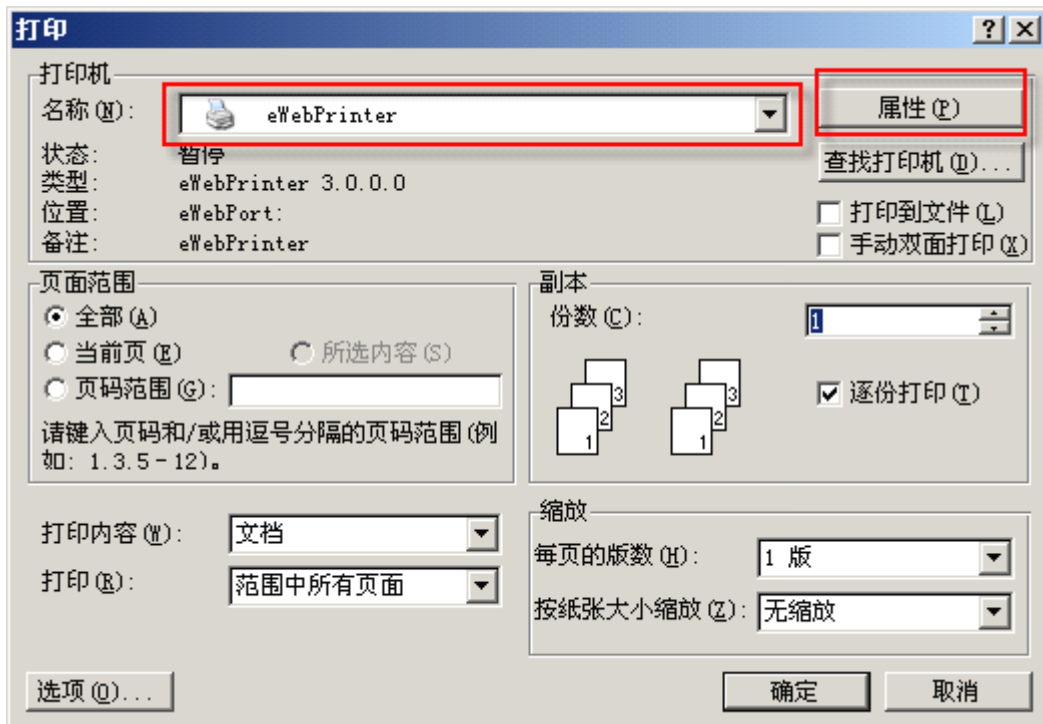 打印
打印机
名称(N): eWebPrinter 属性(P)
状态: 暂停
类型: eWebPrinter 3.0.0.0 查找打印机(D)...
位置: eWebPort: 打印到文件(L)
备注: eWebPrinter 手动双面打印(X)
页面范围
全部(A)
当前页(E) 所选内容(S)
页码范围(G):
请键入页码和/或用逗号分隔的页码范围(例
如: 1.3.5-12)。
副本
份数(C): 1
1 2 3 1 2 3 逐份打印(T)
打印内容(W): 文档
打印(R): 范围中所有页面
缩放
每页的版数(H): 1 版
按纸张大小缩放(Z): 无缩放
选项(O)... 确定 取消